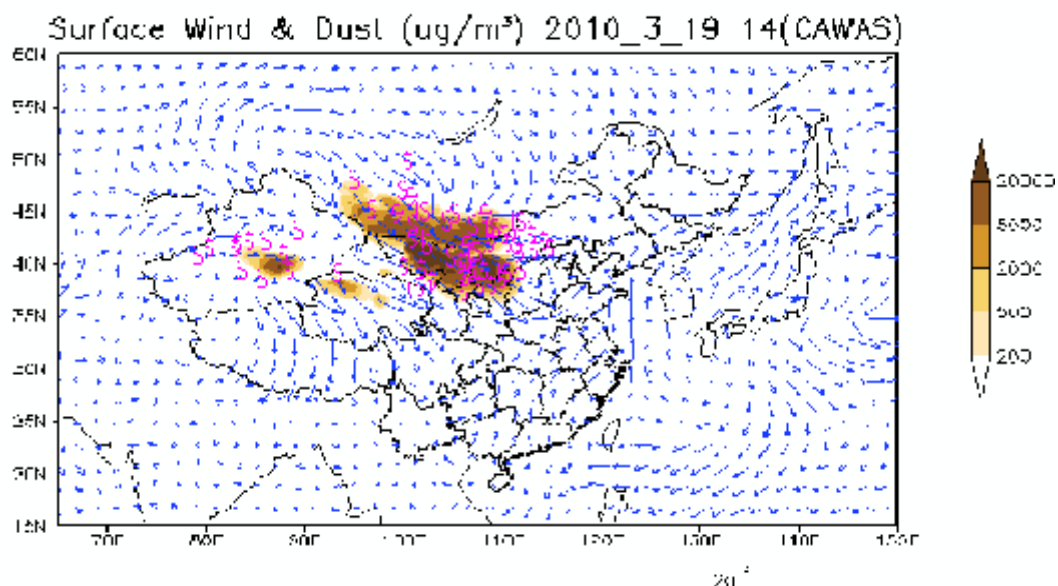 Surface Wind & Dust (ug/m³) 2010_3_19 14(CAWAS)
60N
55N
50N
45N
40N
35N
30N
25N
20N
15N
70E 80E 90E 100E 110E 120E 130E 140E 150E
20000
5000
2000
500
200